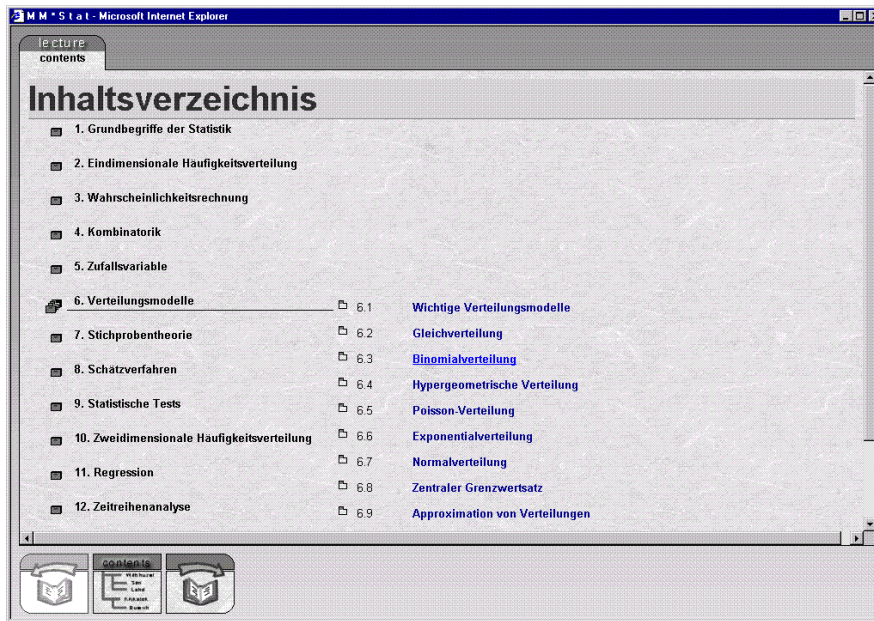 M M * S t a t - Microsoft Internet Explorer
lecture
contents
Inhaltsverzeichnis
1. Grundbegriffe der Statistik
2. Eindimensionale Häufigkeitsverteilung
3. Wahrscheinlichkeitsrechnung
4. Kombinatorik
5. Zufallsvariable
6. Verteilungsmodelle
7. Stichprobentheorie
8. Schätzverfahren
9. Statistische Tests
10. Zweidimensionale Häufigkeitsverteilung
11. Regression
12. Zeitreihenanalyse
6.1 Wichtige Verteilungsmodelle
6.2 Gleichverteilung
6.3 Binomialverteilung
6.4 Hypergeometrische Verteilung
6.5 Poisson-Verteilung
6.6 Exponentialverteilung
6.7 Normalverteilung
6.8 Zentraler Grenzwertsatz
6.9 Approximation von Verteilungen
contents